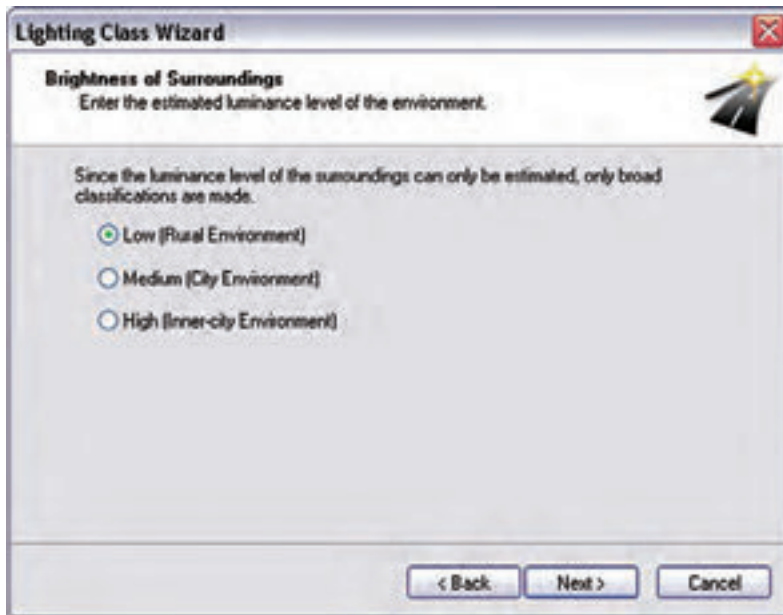 Lighting Class Wizard
Brightness of Surroundings
Enter the estimated luminance level of the environment.
Since the luminance level of the surroundings can only be estimated, only broad
classifications are made.
Low (Rural Environment)
Medium (City Environment)
High (Inner-city Environment)
< Back
Next >
Cancel